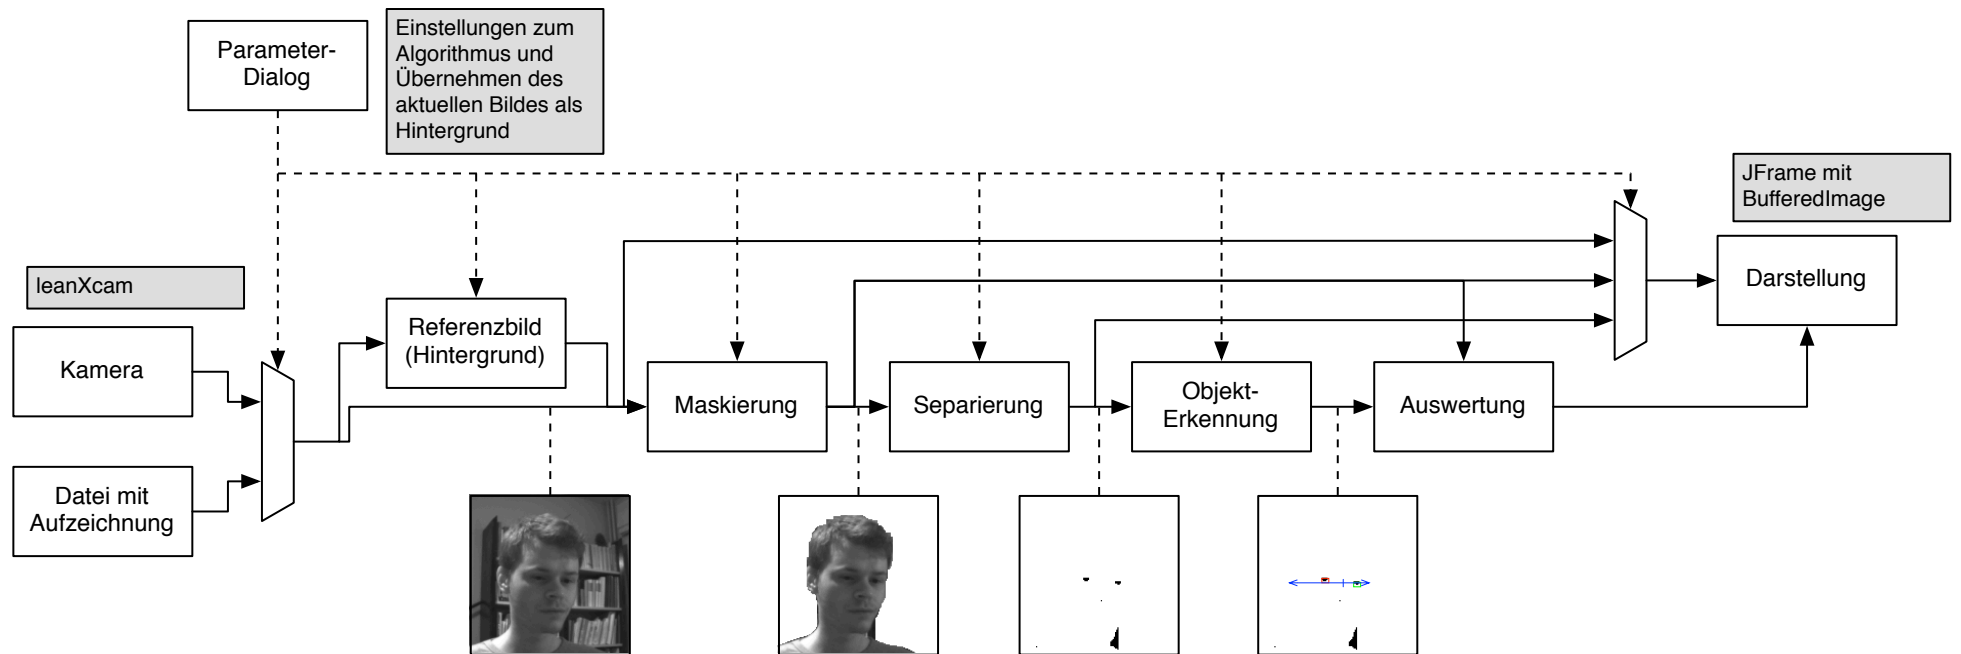 Parameter-
Dialog
Einstellungen zum
Algorithmus und
Übernehmen des
aktuellen Bildes als
Hintergrund
JFrame mit
BufferedImage
leanXcam
Kamera
Referenzbild
(Hintergrund)
Maskierung
Separierung
Objekt-
Erkennung
Auswertung
Darstellung
Datei mit
Aufzeichnung